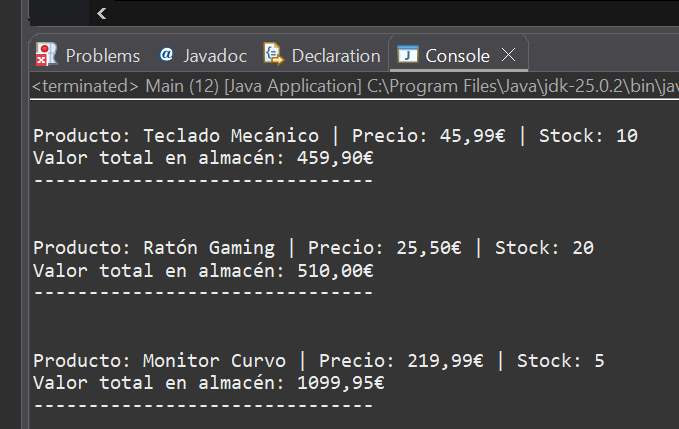 Problems @ Javadoc Declaration Console
<terminated> Main (12) [Java Application] C:\Program Files\Java\jdk-25.0.2\bin\jav
Producto: Teclado Mecánico | Precio: 45,99€ | Stock: 10
Valor total en almacén: 459,90€
-------------------------------
Producto: Ratón Gaming | Precio: 25,50€ | Stock: 20
Valor total en almacén: 510,00€
-------------------------------
Producto: Monitor Curvo | Precio: 219,99€ | Stock: 5
Valor total en almacén: 1099,95€
-------------------------------